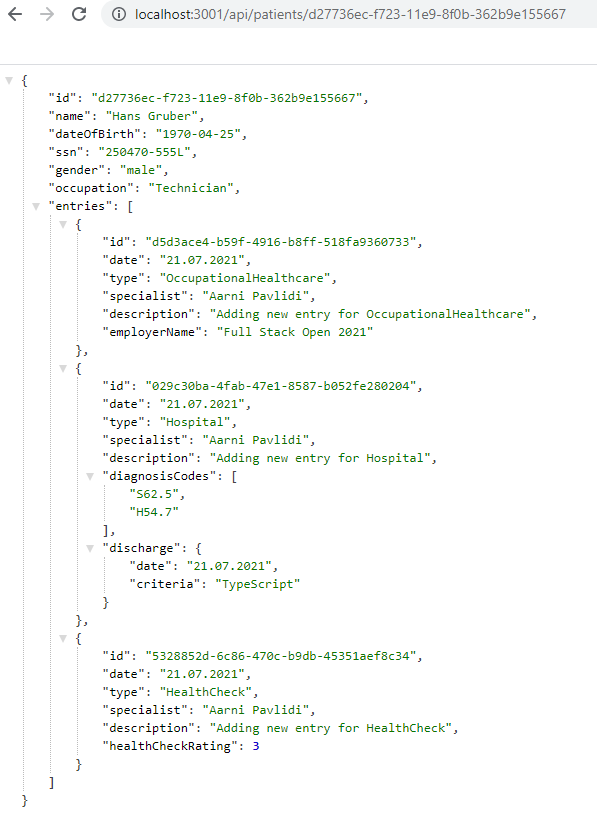 localhost:3001/api/patients/d27736ec-f723-11e9-8f0b-362b9e155667
{
"id": "d27736ec-f723-11e9-8f0b-362b9e155667",
"name": "Hans Gruber",
"dateOfBirth": "1970-04-25",
"ssn": "250470-555L",
"gender": "male",
"occupation": "Technician",
"entries": [
{
"id": "d5d3ace4-b59f-4916-b8ff-518fa9360733",
"date": "21.07.2021",
"type": "OccupationalHealthcare",
"specialist": "Aarni Pavlidi",
"description": "Adding new entry for OccupationalHealthcare",
"employerName": "Full Stack Open 2021"
},
{
"id": "029c30ba-4fab-47e1-8587-b052fe280204",
"date": "21.07.2021",
"type": "Hospital",
"specialist": "Aarni Pavlidi",
"description": "Adding new entry for Hospital",
"diagnosisCodes": [
"S62.5",
"H54.7"
],
"discharge": {
"date": "21.07.2021",
"criteria": "TypeScript"
}
},
{
"id": "5328852d-6c86-470c-b9db-45351aef8c34",
"date": "21.07.2021",
"type": "HealthCheck",
"specialist": "Aarni Pavlidi",
"description": "Adding new entry for HealthCheck",
"healthCheckRating": 3
}
]
}